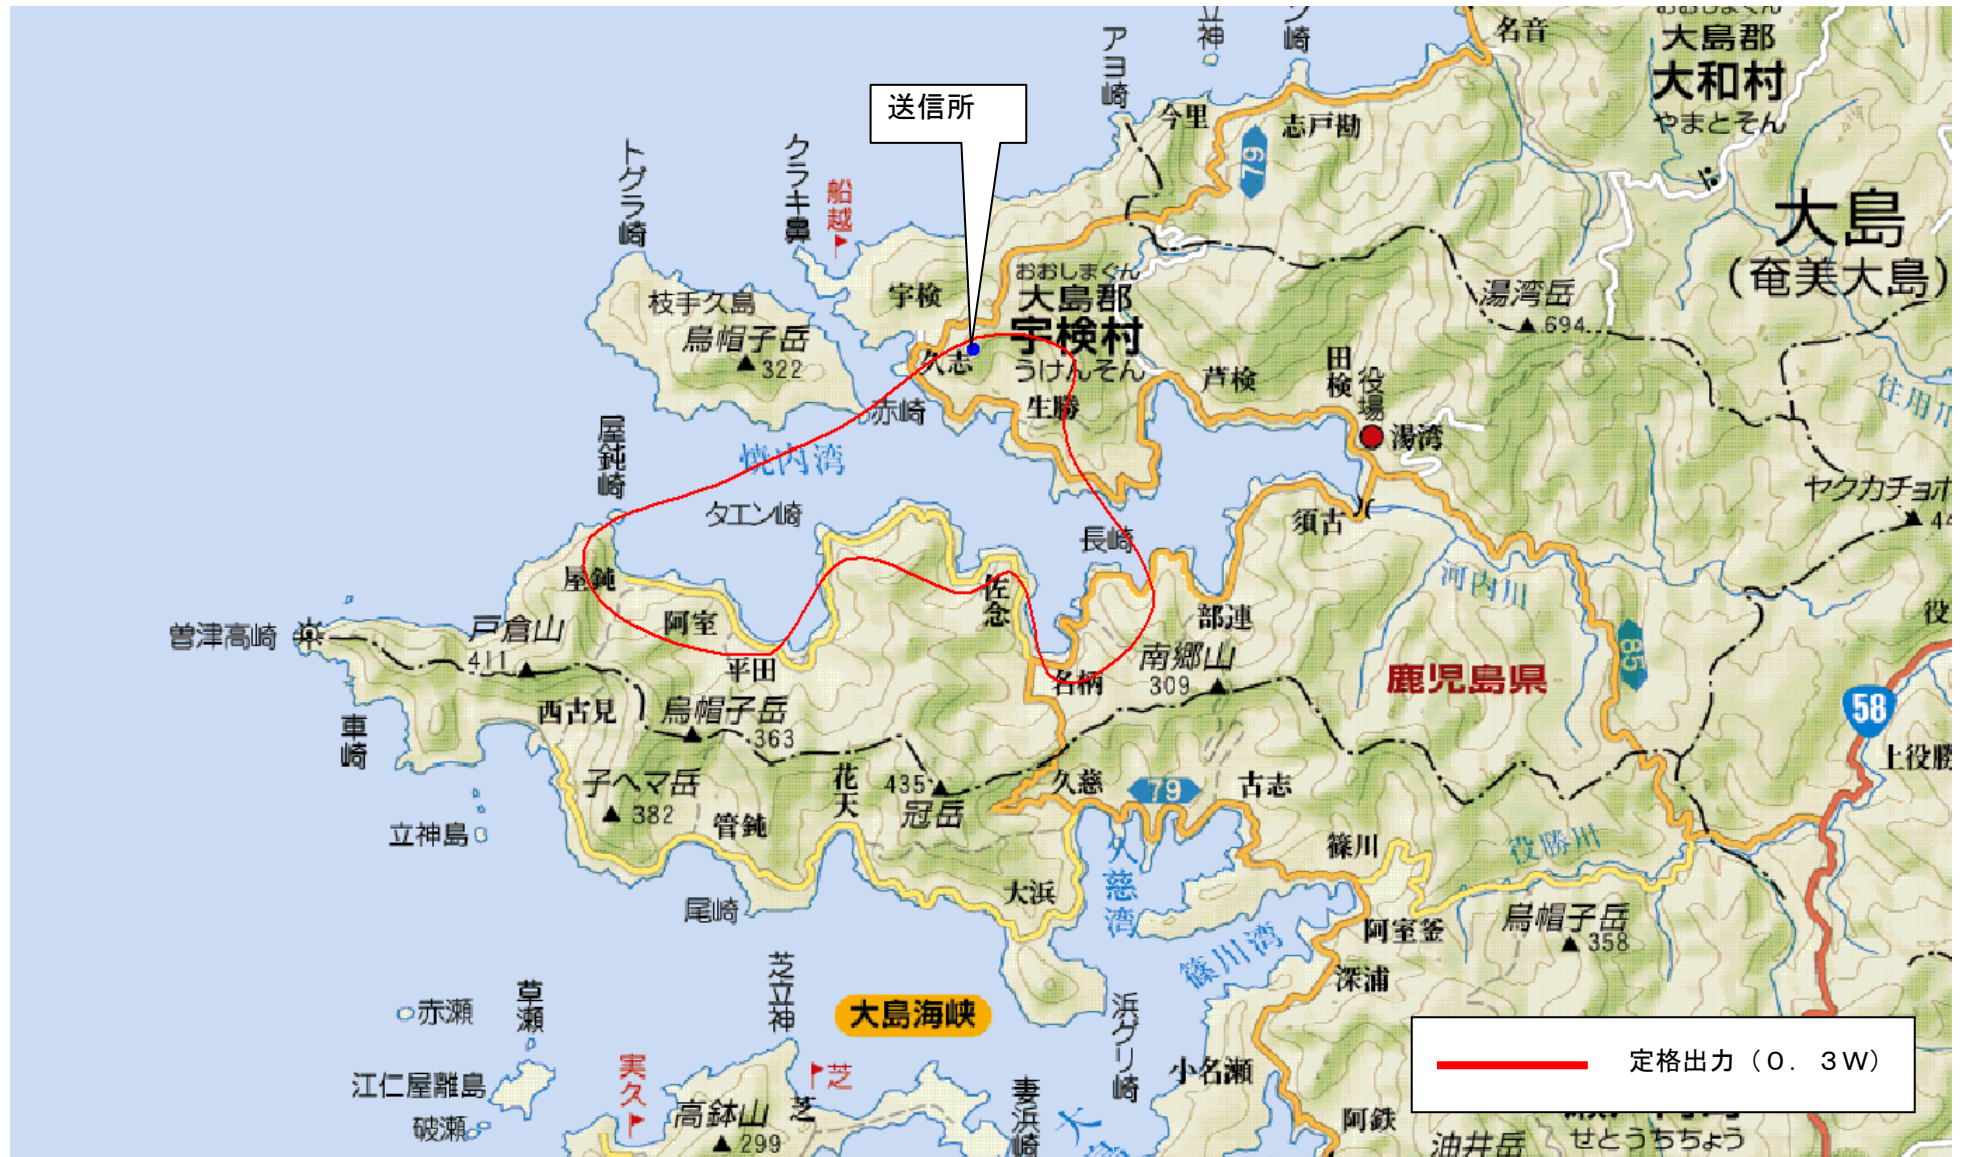 名音
大島郡
大和村
やまとそん
立神
アヨ崎
今里
志戸勘
79
送信所
トグラ崎
クラキ鼻
船越
大島
(奄美大島)
おおしまぐん
大島郡
宇検村
うけんそん
宇検
枝手久島
烏帽子岳
322
久志
生勝
赤崎
芦検
田検
役場
湯湾
湯湾岳
694
住用川
屋鈍崎
焼内湾
タエン崎
長崎
須古
ヤクカチョボ
44
河内川
屋鈍
阿室
平田
佐念
名柄
部連
南郷山
309
鹿児島県
85
役
58
上役勝
曽津高崎
戸倉山
411
西古見
烏帽子岳
363
車崎
子ヘマ岳
382
管鈍
花天
435
冠岳
久慈
79
古志
立神島
尾崎
大浜
久慈湾
篠川
役勝川
篠川湾
阿室釜
烏帽子岳
358
深浦
赤瀬
草瀬
芝立神
大島海峡
浜グリ崎
小名瀬
江仁屋離島
破瀬
実久
芝
高鉢山
299
芝
妻浜崎
阿鉄
油井岳
せとうちちょう
定格出力（０．３Ｗ）